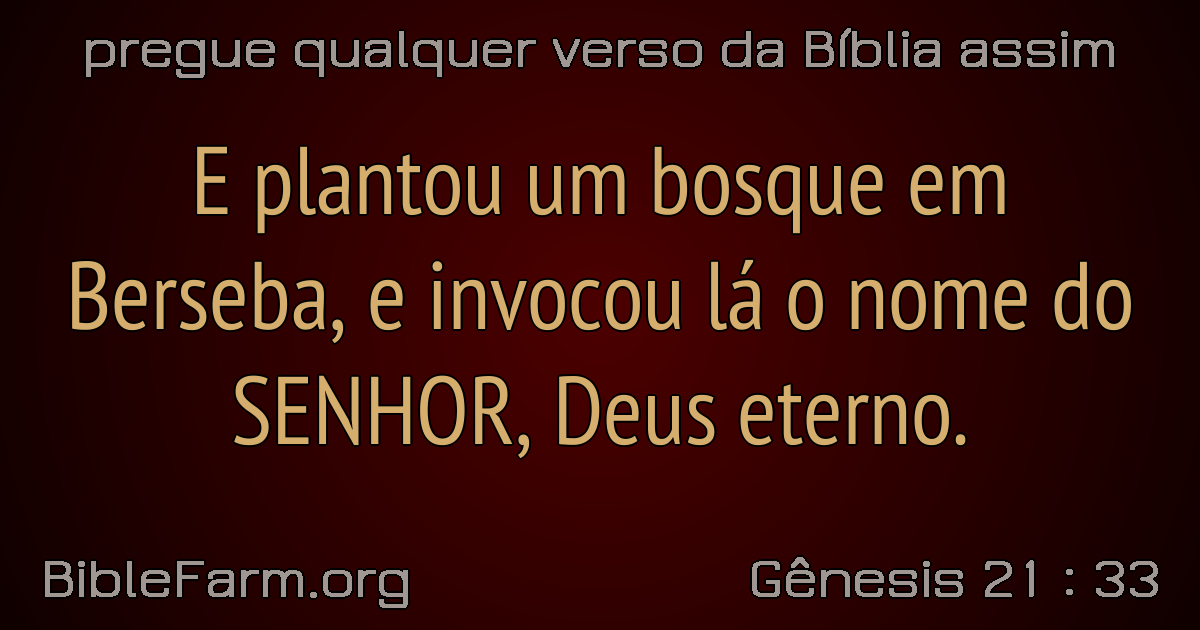 pregue qualquer verso da Bíblia assim
E plantou um bosque em
Berseba, e invocou lá o nome do
SENHOR, Deus eterno.
BibleFarm.org
Gênesis 21 : 33